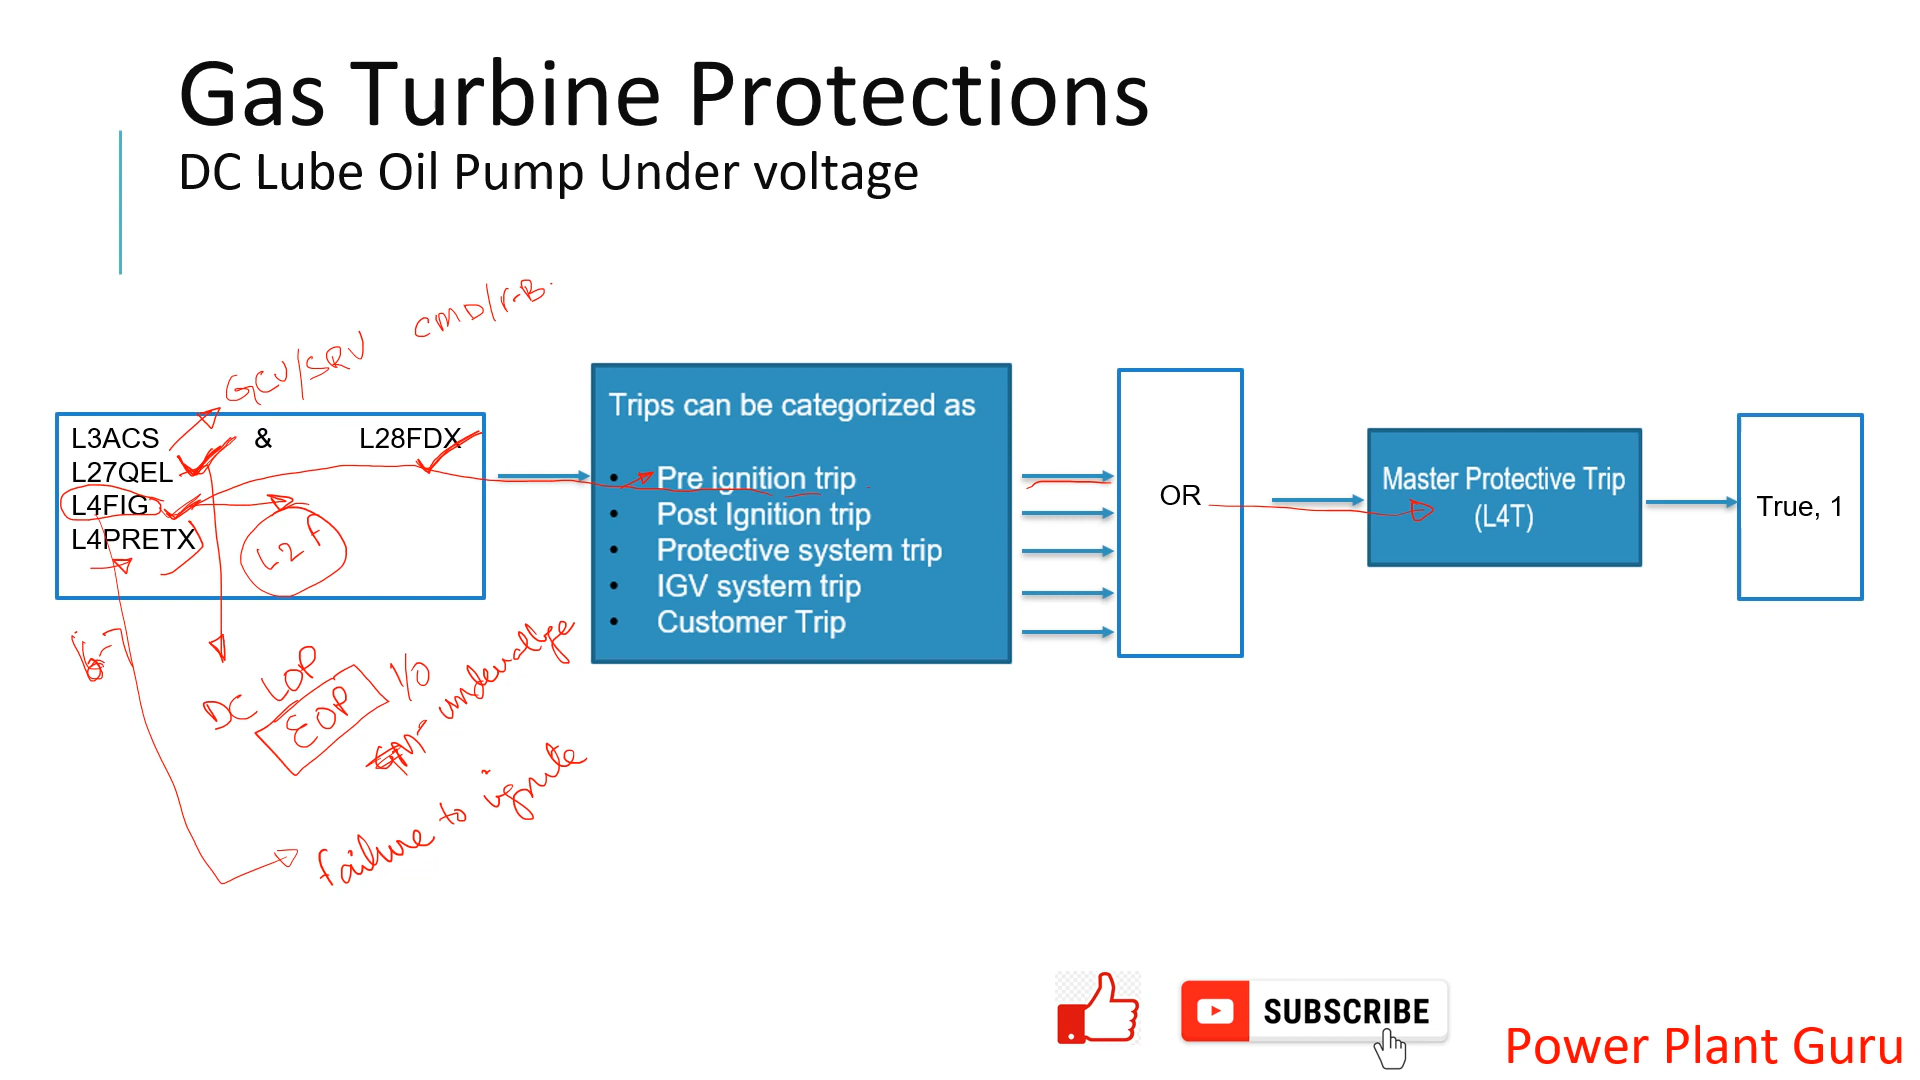 Gas Turbine Protections
DC Lube Oil Pump Under voltage
GCV/SRV CMD/F-B.
L3ACS & L28FDX
L27QEL
L4FIG
L4PRETX
L2F
DC LOP
EOP
I/O
undervoltge
failure to ignite
Trips can be categorized as
• Pre ignition trip
• Post Ignition trip
• Protective system trip
• IGV system trip
• Customer Trip
OR
Master Protective Trip
(L4T)
True, 1
SUBSCRIBE
Power Plant Guru